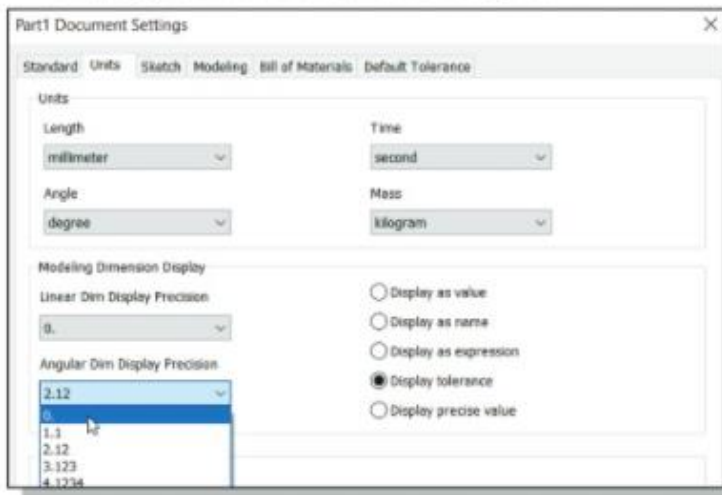 Part1 Document Settings
Standard Units Sketch Modeling Bill of Materials Default Tolerance
Units
Length
Time
millimeter
second
Angle
Mass
degree
kilogram
Modeling Dimension Display
Linear Dim Display Precision
Display as value
0.
Display as name
Display as expression
Angular Dim Display Precision
Display tolerance
2.12
Display precise value
0.
1.1
2.12
3.123
4.1234